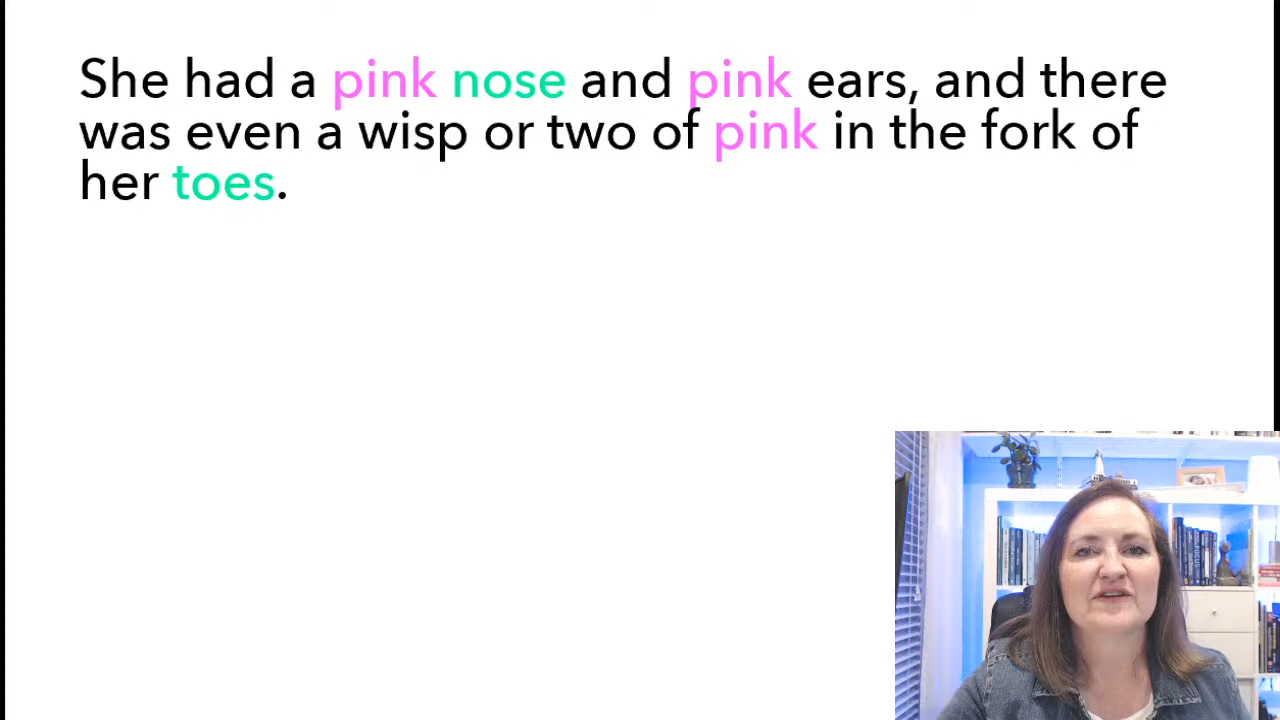 She had a pink nose and pink ears, and there
was even a wisp or two of pink in the fork of
her toes.